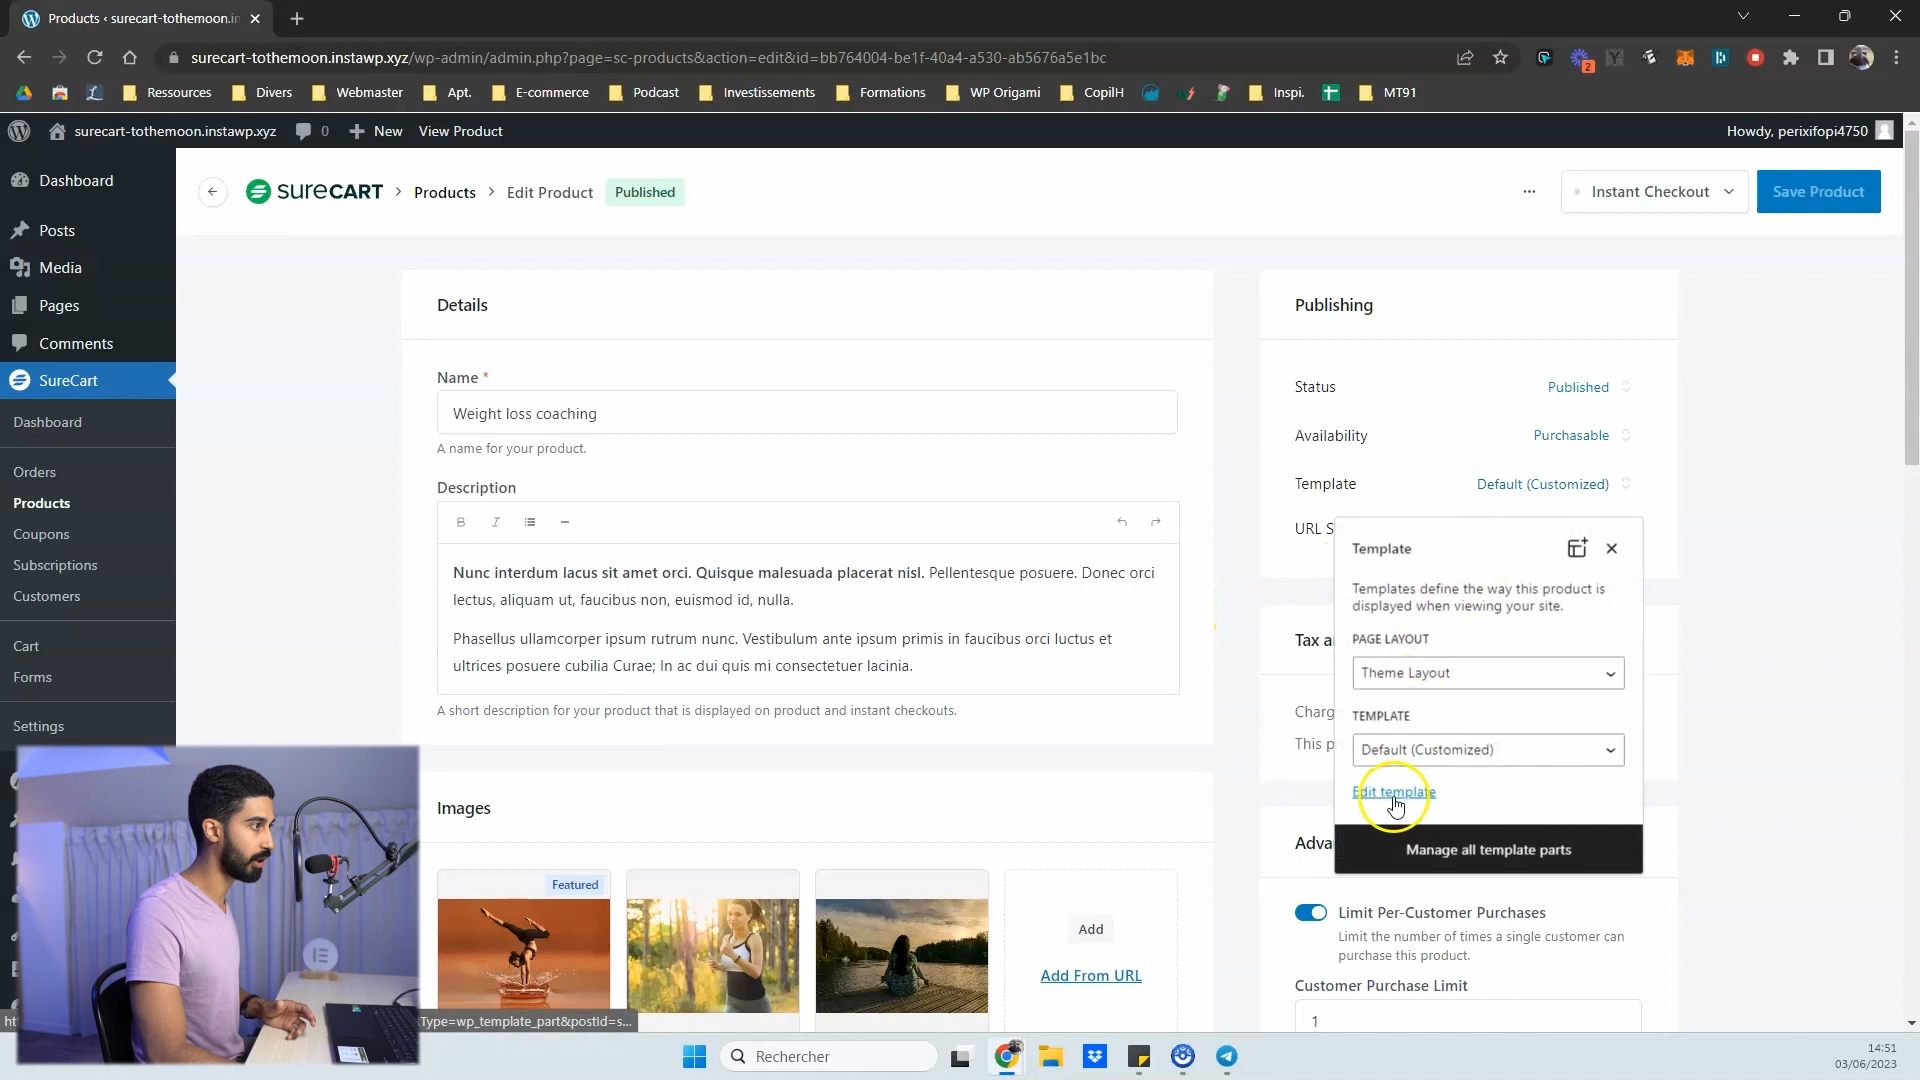 Products ‹ surecart-tothemoon.in
surecart-tothemoon.instawp.xyz/wp-admin/admin.php?page=sc-products&action=edit&id=bb764004-be1f-40a4-a530-ab5676a5e1bc
2
Ressources
Divers
Webmaster
Apt.
E-commerce
Podcast
Investissements
Formations
WP Origami
CopilH
Inspi.
MT91
surecart-tothemoon.instawp.xyz
0
New
View Product
Howdy, perixifopi4750
Dashboard
Posts
Media
Pages
Comments
SureCart
Dashboard
Orders
Products
Coupons
Subscriptions
Customers
Cart
Forms
Settings
SURECART
Products
Edit Product
Published
Instant Checkout
Save Product
Details
Name *
Weight loss coaching
A name for your product.
Description
B
I
Nunc interdum lacus sit amet orci. Quisque malesuada placerat nisl. Pellentesque posuere. Donec orci
lectus, aliquam ut, faucibus non, euismod id, nulla.
Phasellus ullamcorper ipsum rutrum nunc. Vestibulum ante ipsum primis in faucibus orci luctus et
ultrices posuere cubilia Curae; In ac dui quis mi consectetuer lacinia.
A short description for your product that is displayed on product and instant checkouts.
Images
Featured
Add
Add From URL
Publishing
Status
Published
Availability
Purchasable
Template
Default (Customized)
URL S
Template
Templates define the way this product is
displayed when viewing your site.
PAGE LAYOUT
Theme Layout
TEMPLATE
Default (Customized)
Edit template
Manage all template parts
Tax a
Charg
This p
Adva
Limit Per-Customer Purchases
Limit the number of times a single customer can
purchase this product.
Customer Purchase Limit
1
ht
Type=wp_template_part&postId=s...
Rechercher
14:51
03/06/2023